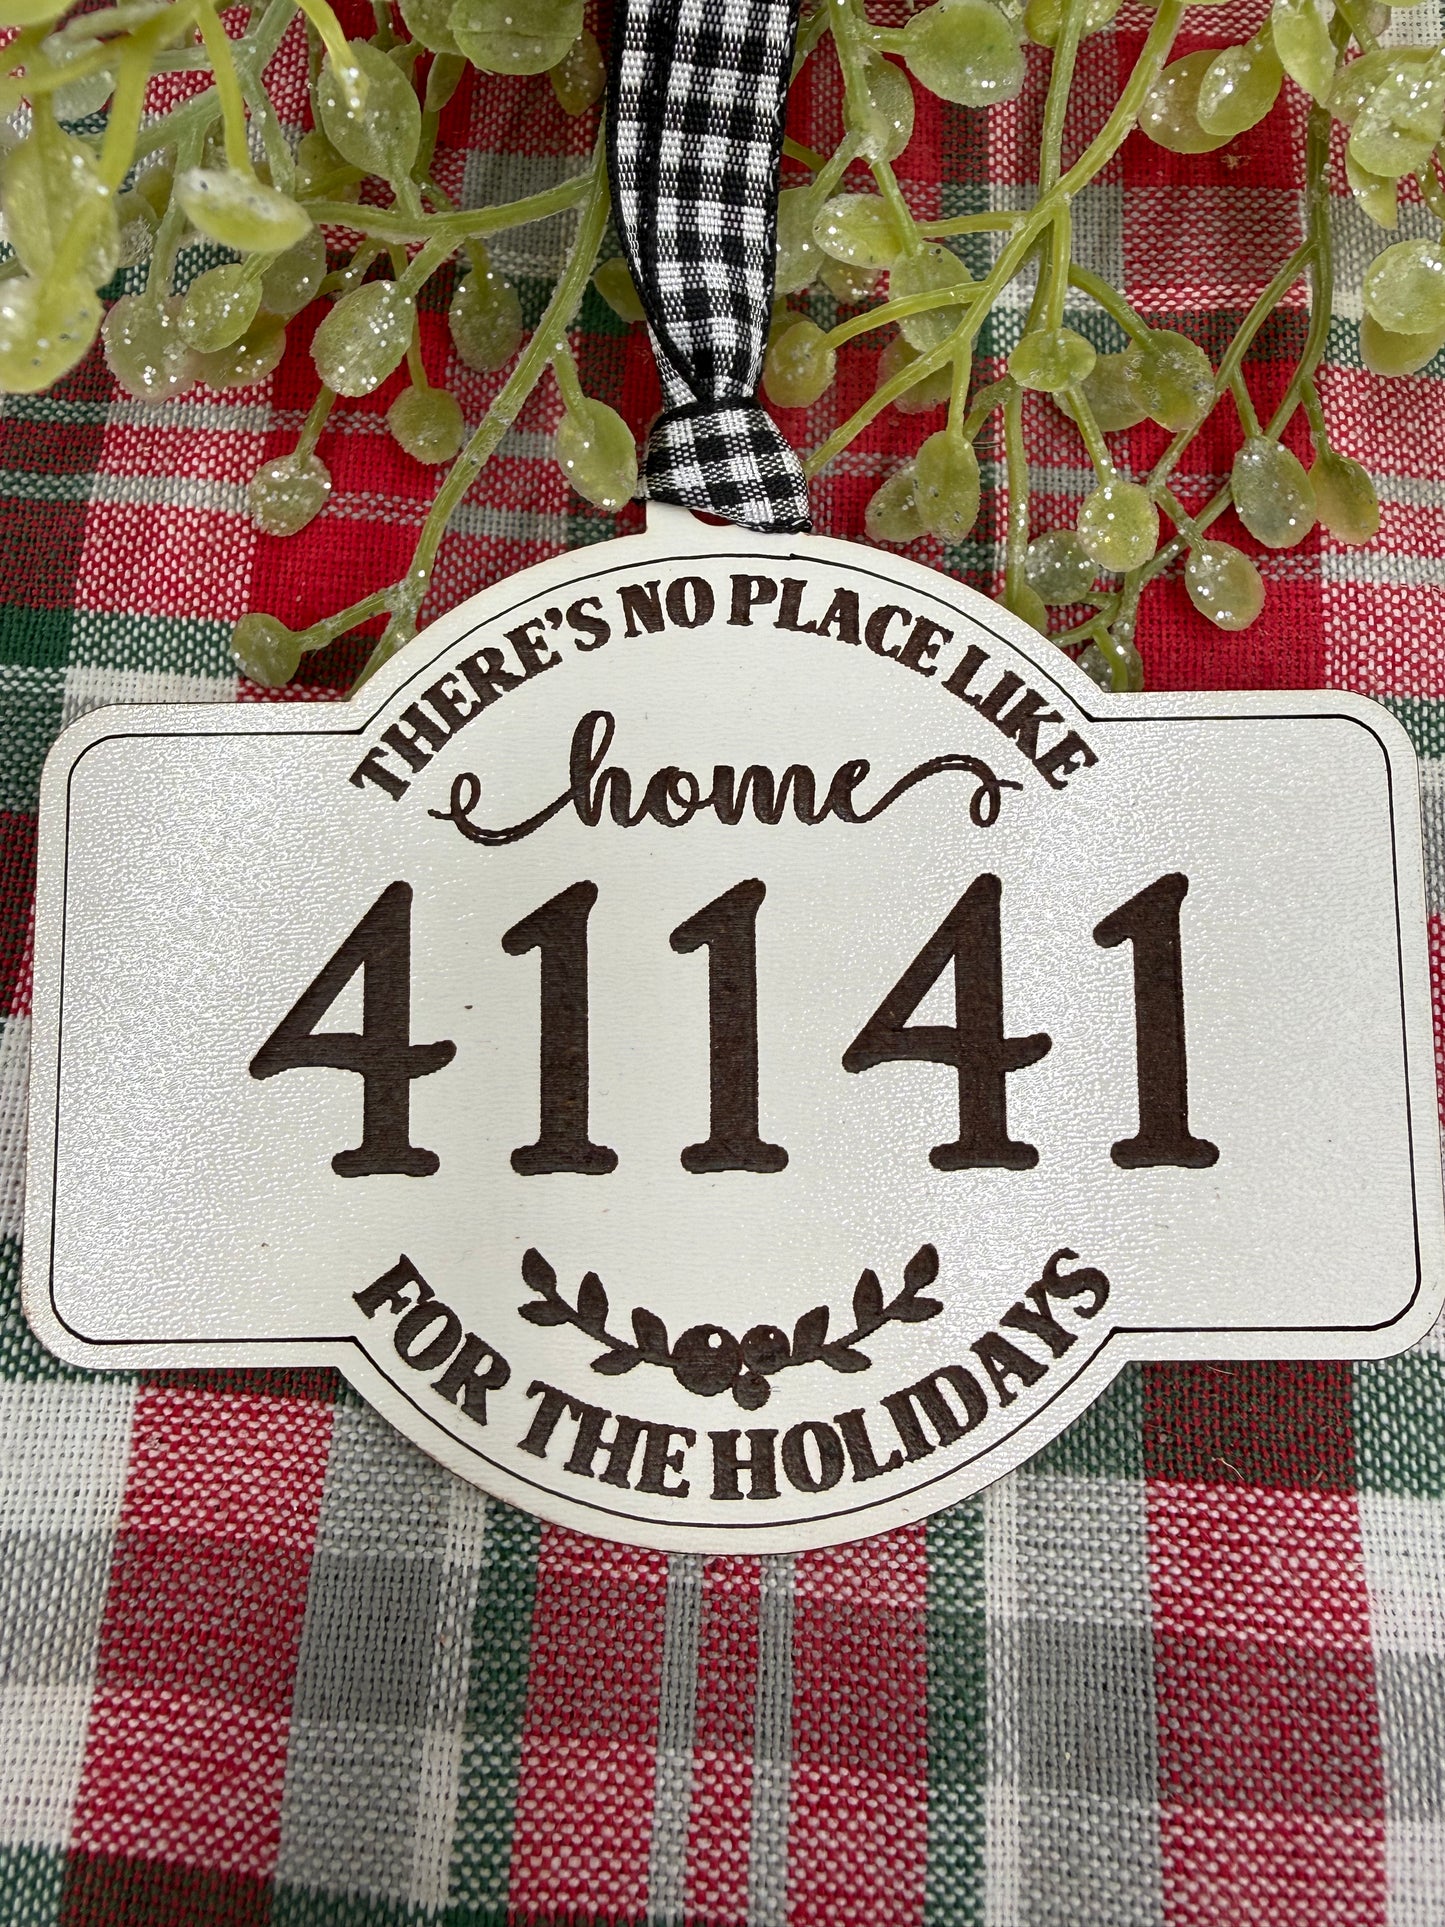 THERE'S NO PLACE LIKE
home
41141
FOR THE HOLIDAYS